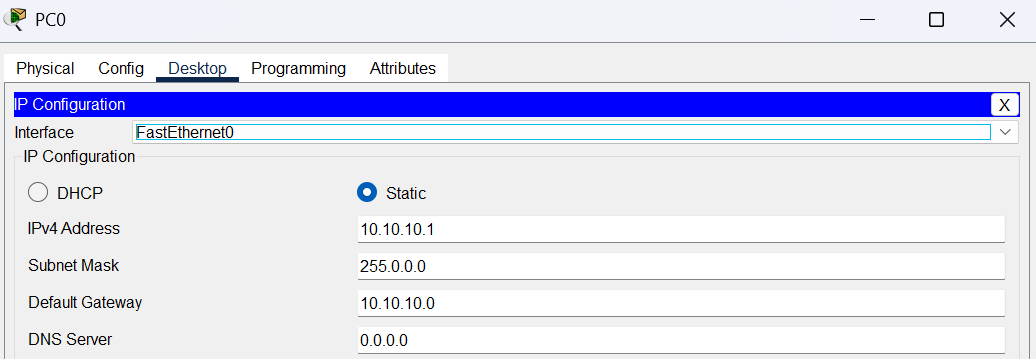 PC0
Physical Config Desktop Programming Attributes
IP Configuration X
Interface FastEthernet0
IP Configuration
DHCP Static
IPv4 Address 10.10.10.1
Subnet Mask 255.0.0.0
Default Gateway 10.10.10.0
DNS Server 0.0.0.0